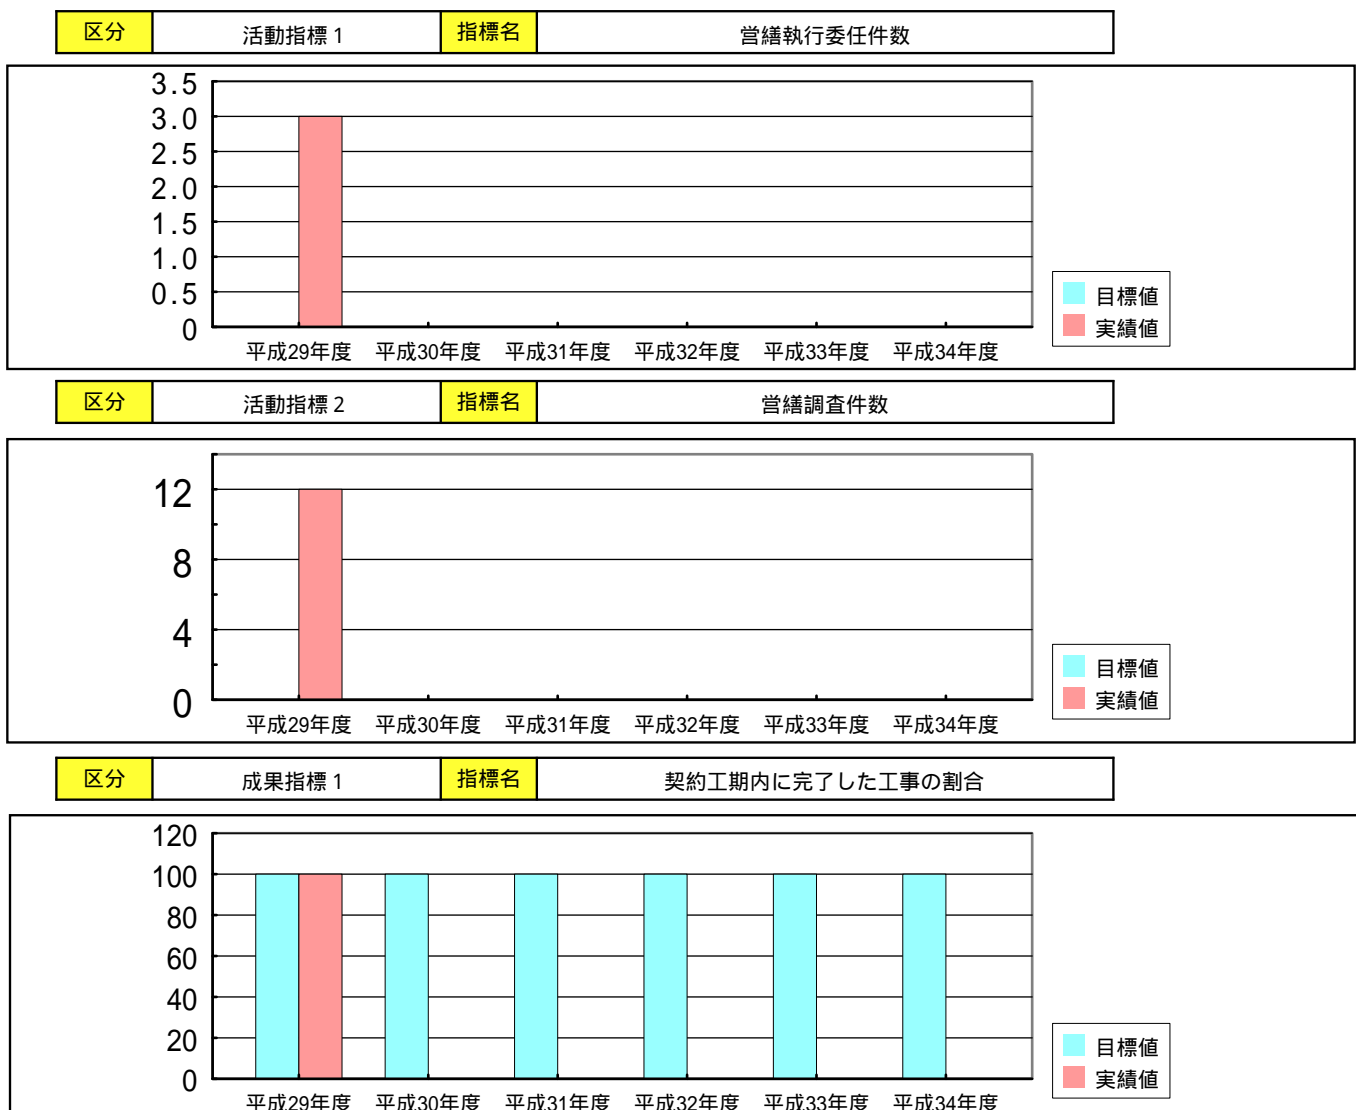 区分 活動指標１ 指標名 営繕執行委任件数
3.5
3.0
2.5
2.0
1.5
1.0
0.5
0
平成29年度 平成30年度 平成31年度 平成32年度 平成33年度 平成34年度
目標値
実績値
区分 活動指標２ 指標名 営繕調査件数
12
8
4
0
平成29年度 平成30年度 平成31年度 平成32年度 平成33年度 平成34年度
目標値
実績値
区分 成果指標１ 指標名 契約工期内に完了した工事の割合
120
100
80
60
40
20
0
平成29年度 平成30年度 平成31年度 平成32年度 平成33年度 平成34年度
目標値
実績値